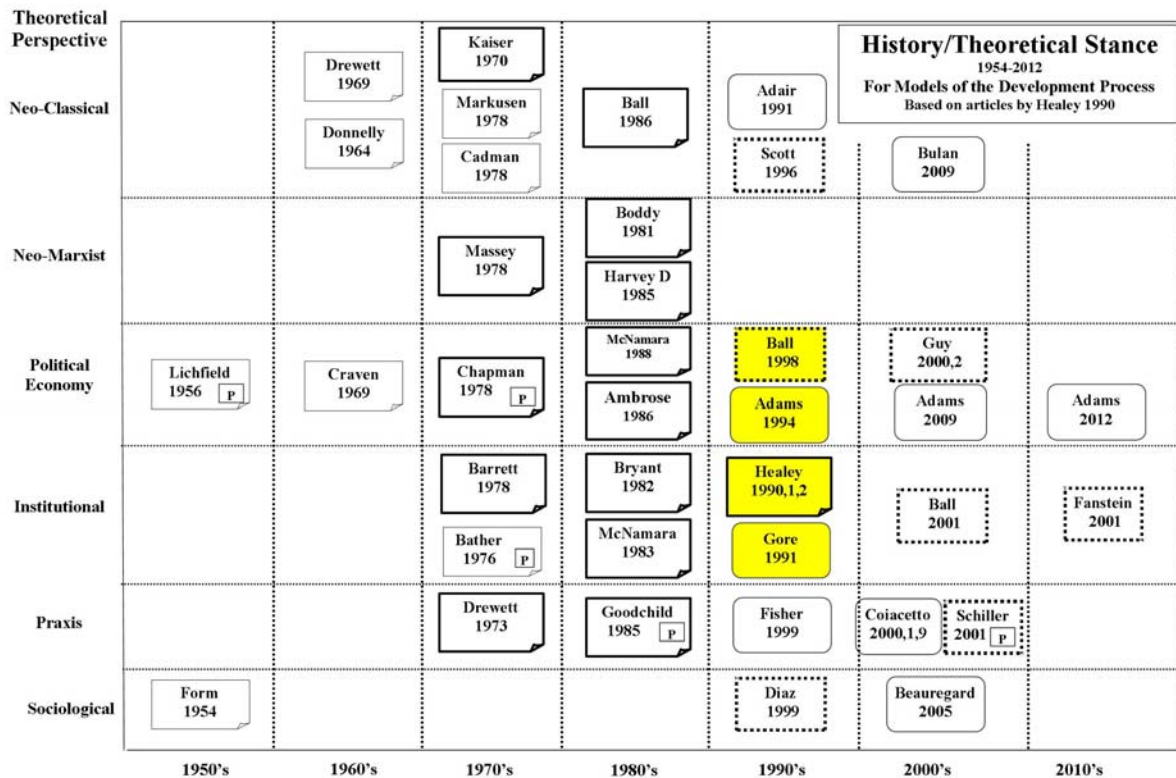 Theoretical
Perspective
History/Theoretical Stance
1954-2012
For Models of the Development Process
Based on articles by Healey 1990
Neo-Classical
Drewett
1969
Donnelly
1964
Kaiser
1970
Markusen
1978
Cadman
1978
Ball
1986
Adair
1991
Scott
1996
Bulan
2009
Neo-Marxist
Massey
1978
Boddy
1981
Harvey D
1985
Political
Economy
Lichfield
1956
P
Craven
1969
Chapman
1978
P
McNamara
1988
Ambrose
1986
Ball
1998
Adams
1994
Guy
2000,2
Adams
2009
Adams
2012
Institutional
Barrett
1978
Bather
1976
P
Bryant
1982
McNamara
1983
Healey
1990,1,2
Gore
1991
Ball
2001
Fanstein
2001
Praxis
Drewett
1973
Goodchild
1985
P
Fisher
1999
Coiacetto
2000,1,9
Schiller
2001
P
Sociological
Form
1954
Diaz
1999
Beauregard
2005
1950's
1960's
1970's
1980's
1990's
2000's
2010's